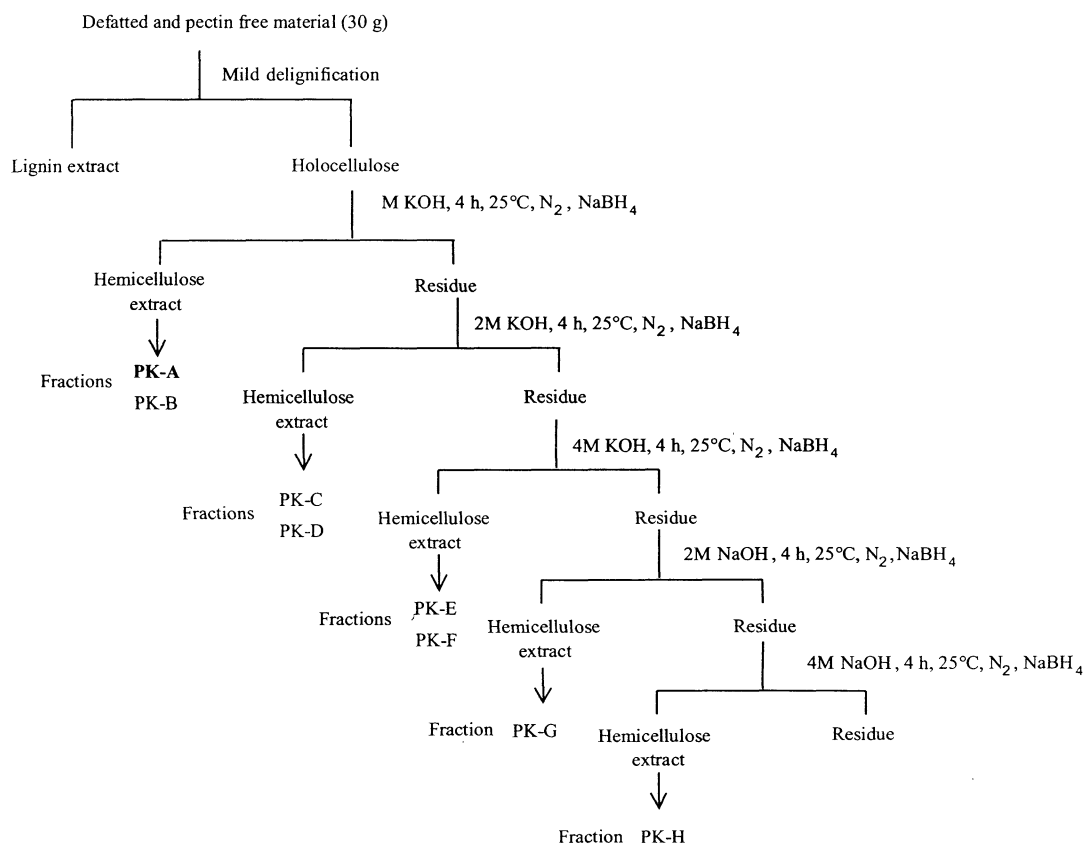 Defatted and pectin free material (30 g)
Mild delignification
Lignin extract
Holocellulose
M KOH, 4 h, 25°C, N2, NaBH4
Hemicellulose
extract
Residue
2M KOH, 4 h, 25°C, N2, NaBH4
Fractions
PK-A
PK-B
Hemicellulose
extract
Residue
4M KOH, 4 h, 25°C, N2, NaBH4
Fractions
PK-C
PK-D
Hemicellulose
extract
Residue
2M NaOH, 4 h, 25°C, N2,NaBH4
Fractions
PK-E
PK-F
Hemicellulose
extract
Residue
4M NaOH, 4 h, 25°C, N2, NaBH4
Fraction PK-G
Hemicellulose
extract
Residue
Fraction PK-H